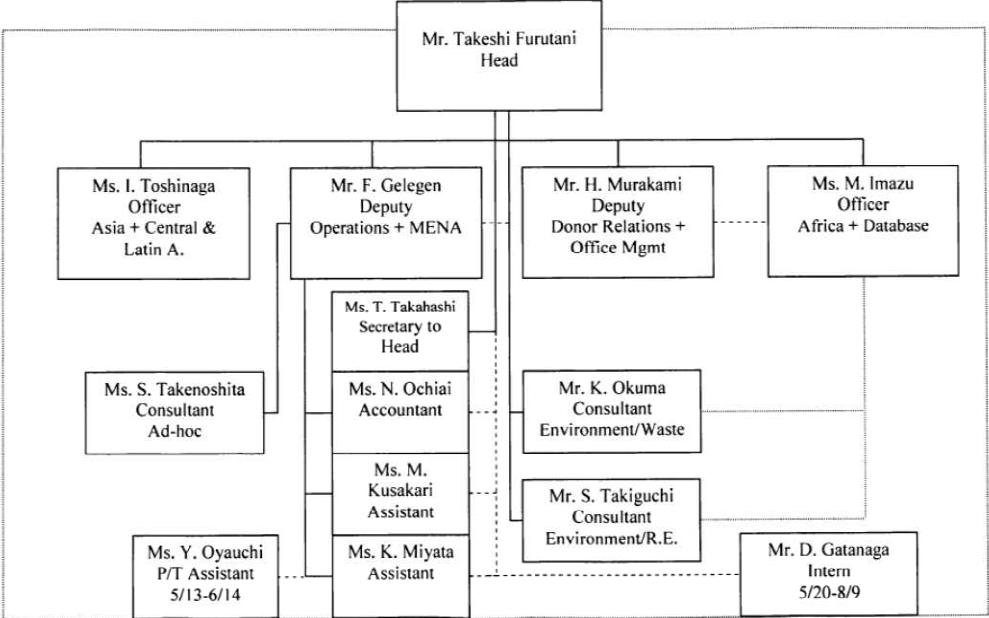 Mr. Takeshi Furutani
Head
Ms. I. Toshinaga
Officer
Asia + Central &
Latin A.
Mr. F. Gelegen
Deputy
Operations + MENA
Mr. H. Murakami
Deputy
Donor Relations +
Office Mgmt
Ms. M. Imazu
Officer
Africa + Database
Ms. T. Takahashi
Secretary to
Head
Ms. S. Takenoshita
Consultant
Ad-hoc
Ms. N. Ochiai
Accountant
Mr. K. Okuma
Consultant
Environment/Waste
Ms. M.
Kusakari
Assistant
Mr. S. Takiguchi
Consultant
Environment/R.E.
Ms. Y. Oyauchi
P/T Assistant
5/13-6/14
Ms. K. Miyata
Assistant
Mr. D. Gatanaga
Intern
5/20-8/9